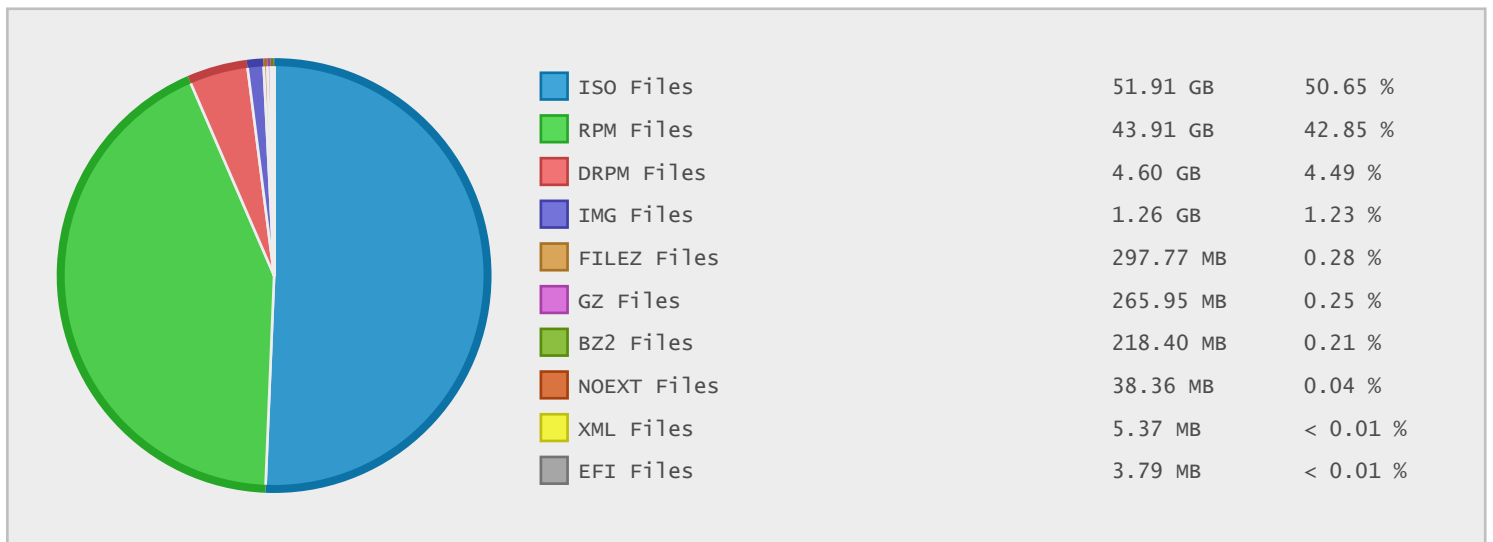 ISO Files 51.91 GB 50.65 %
RPM Files 43.91 GB 42.85 %
DRPM Files 4.60 GB 4.49 %
IMG Files 1.26 GB 1.23 %
FILEZ Files 297.77 MB 0.28 %
GZ Files 265.95 MB 0.25 %
BZ2 Files 218.40 MB 0.21 %
NOEXT Files 38.36 MB 0.04 %
XML Files 5.37 MB < 0.01 %
EFI Files 3.79 MB < 0.01 %